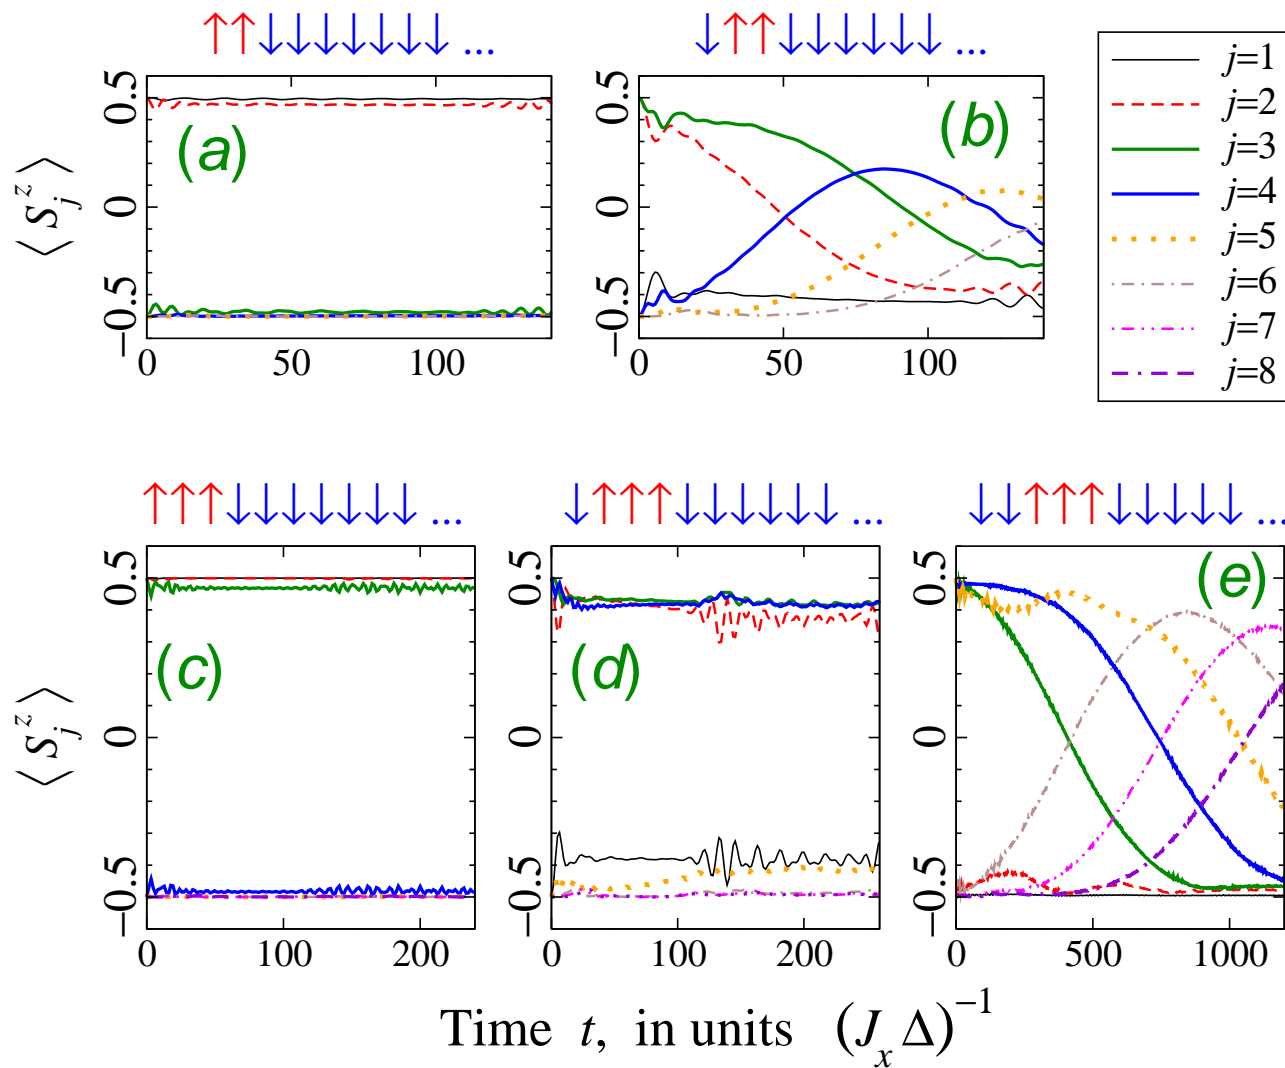 ↑↑↓↓↓↓↓↓↓ ...
↓↑↑↓↓↓↓↓↓ ...
0.5
0
−0.5
⟨ S_j^z ⟩
(a)
0 50 100
0.5
0
−0.5
(b)
0 50 100
j=1
j=2
j=3
j=4
j=5
j=6
j=7
j=8
↑↑↑↓↓↓↓↓↓↓ ...
↓↑↑↑↓↓↓↓↓↓ ...
↓↓↑↑↑↓↓↓↓↓ ...
0.5
0
−0.5
⟨ S_j^z ⟩
(c)
0 100 200
0.5
0
−0.5
(d)
0 100 200
0.5
0
−0.5
(e)
0 500 1000
Time t, in units (J_x Δ)^−1